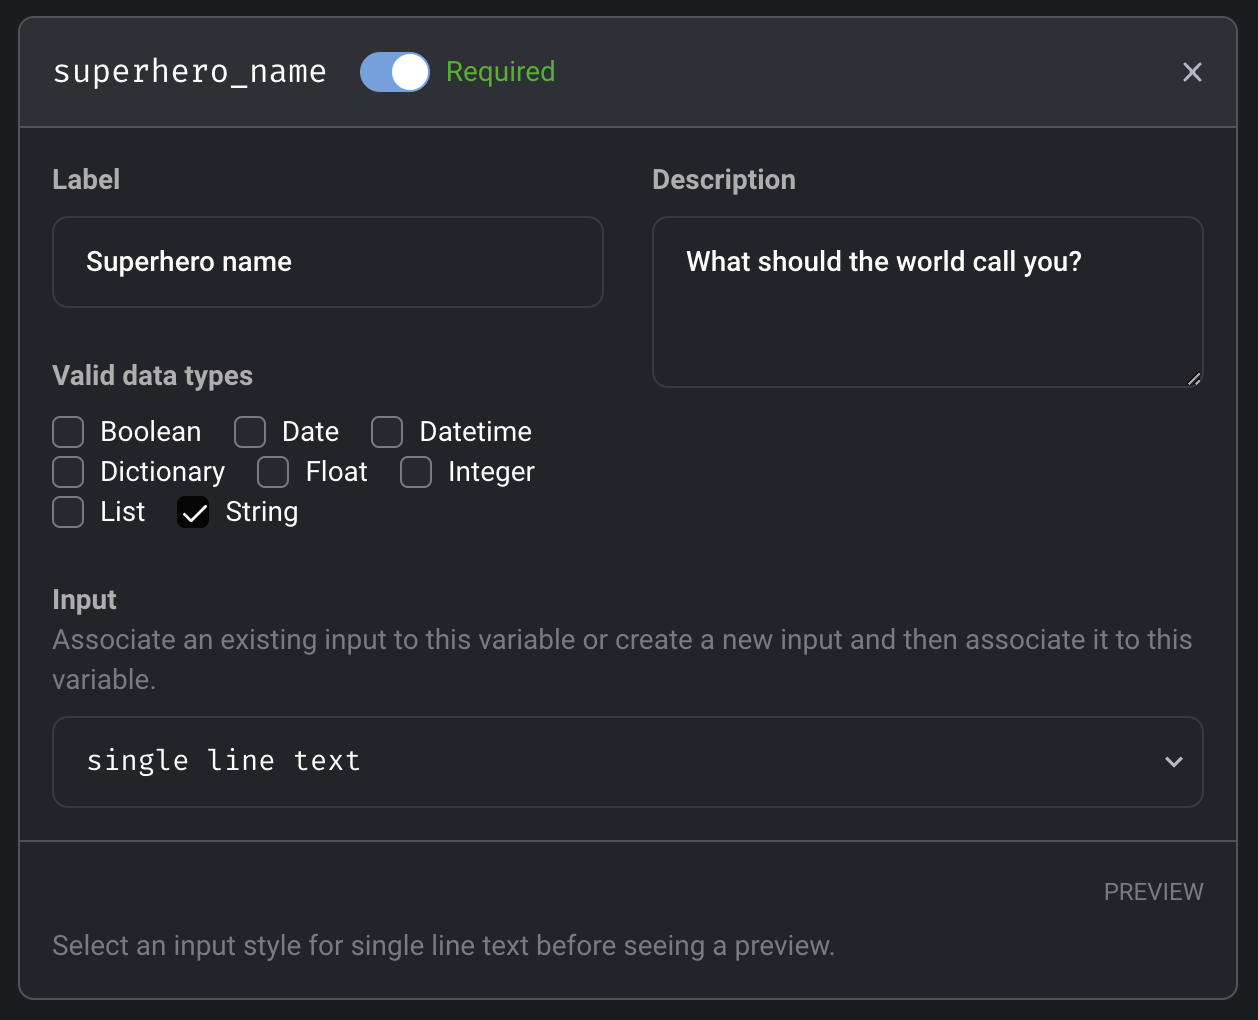 superhero_name Required
Label
Superhero name
Description
What should the world call you?
Valid data types
Boolean Date Datetime
Dictionary Float Integer
List String
Input
Associate an existing input to this variable or create a new input and then associate it to this
variable.
single line text
PREVIEW
Select an input style for single line text before seeing a preview.